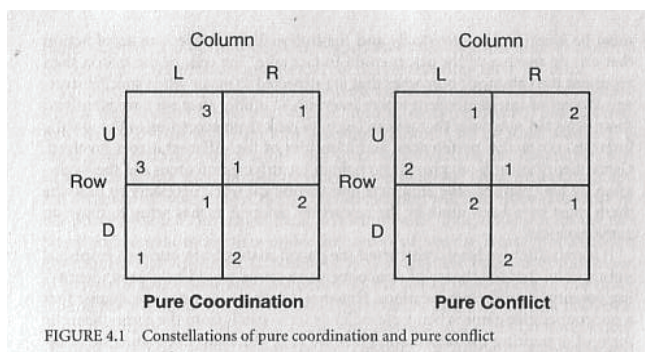 Column Column
L R L R
3 1 1 2
U U
3 1 2 1
Row Row
1 2 2 1
D D
1 2 1 2
Pure Coordination Pure Conflict
FIGURE 4.1 Constellations of pure coordination and pure conflict